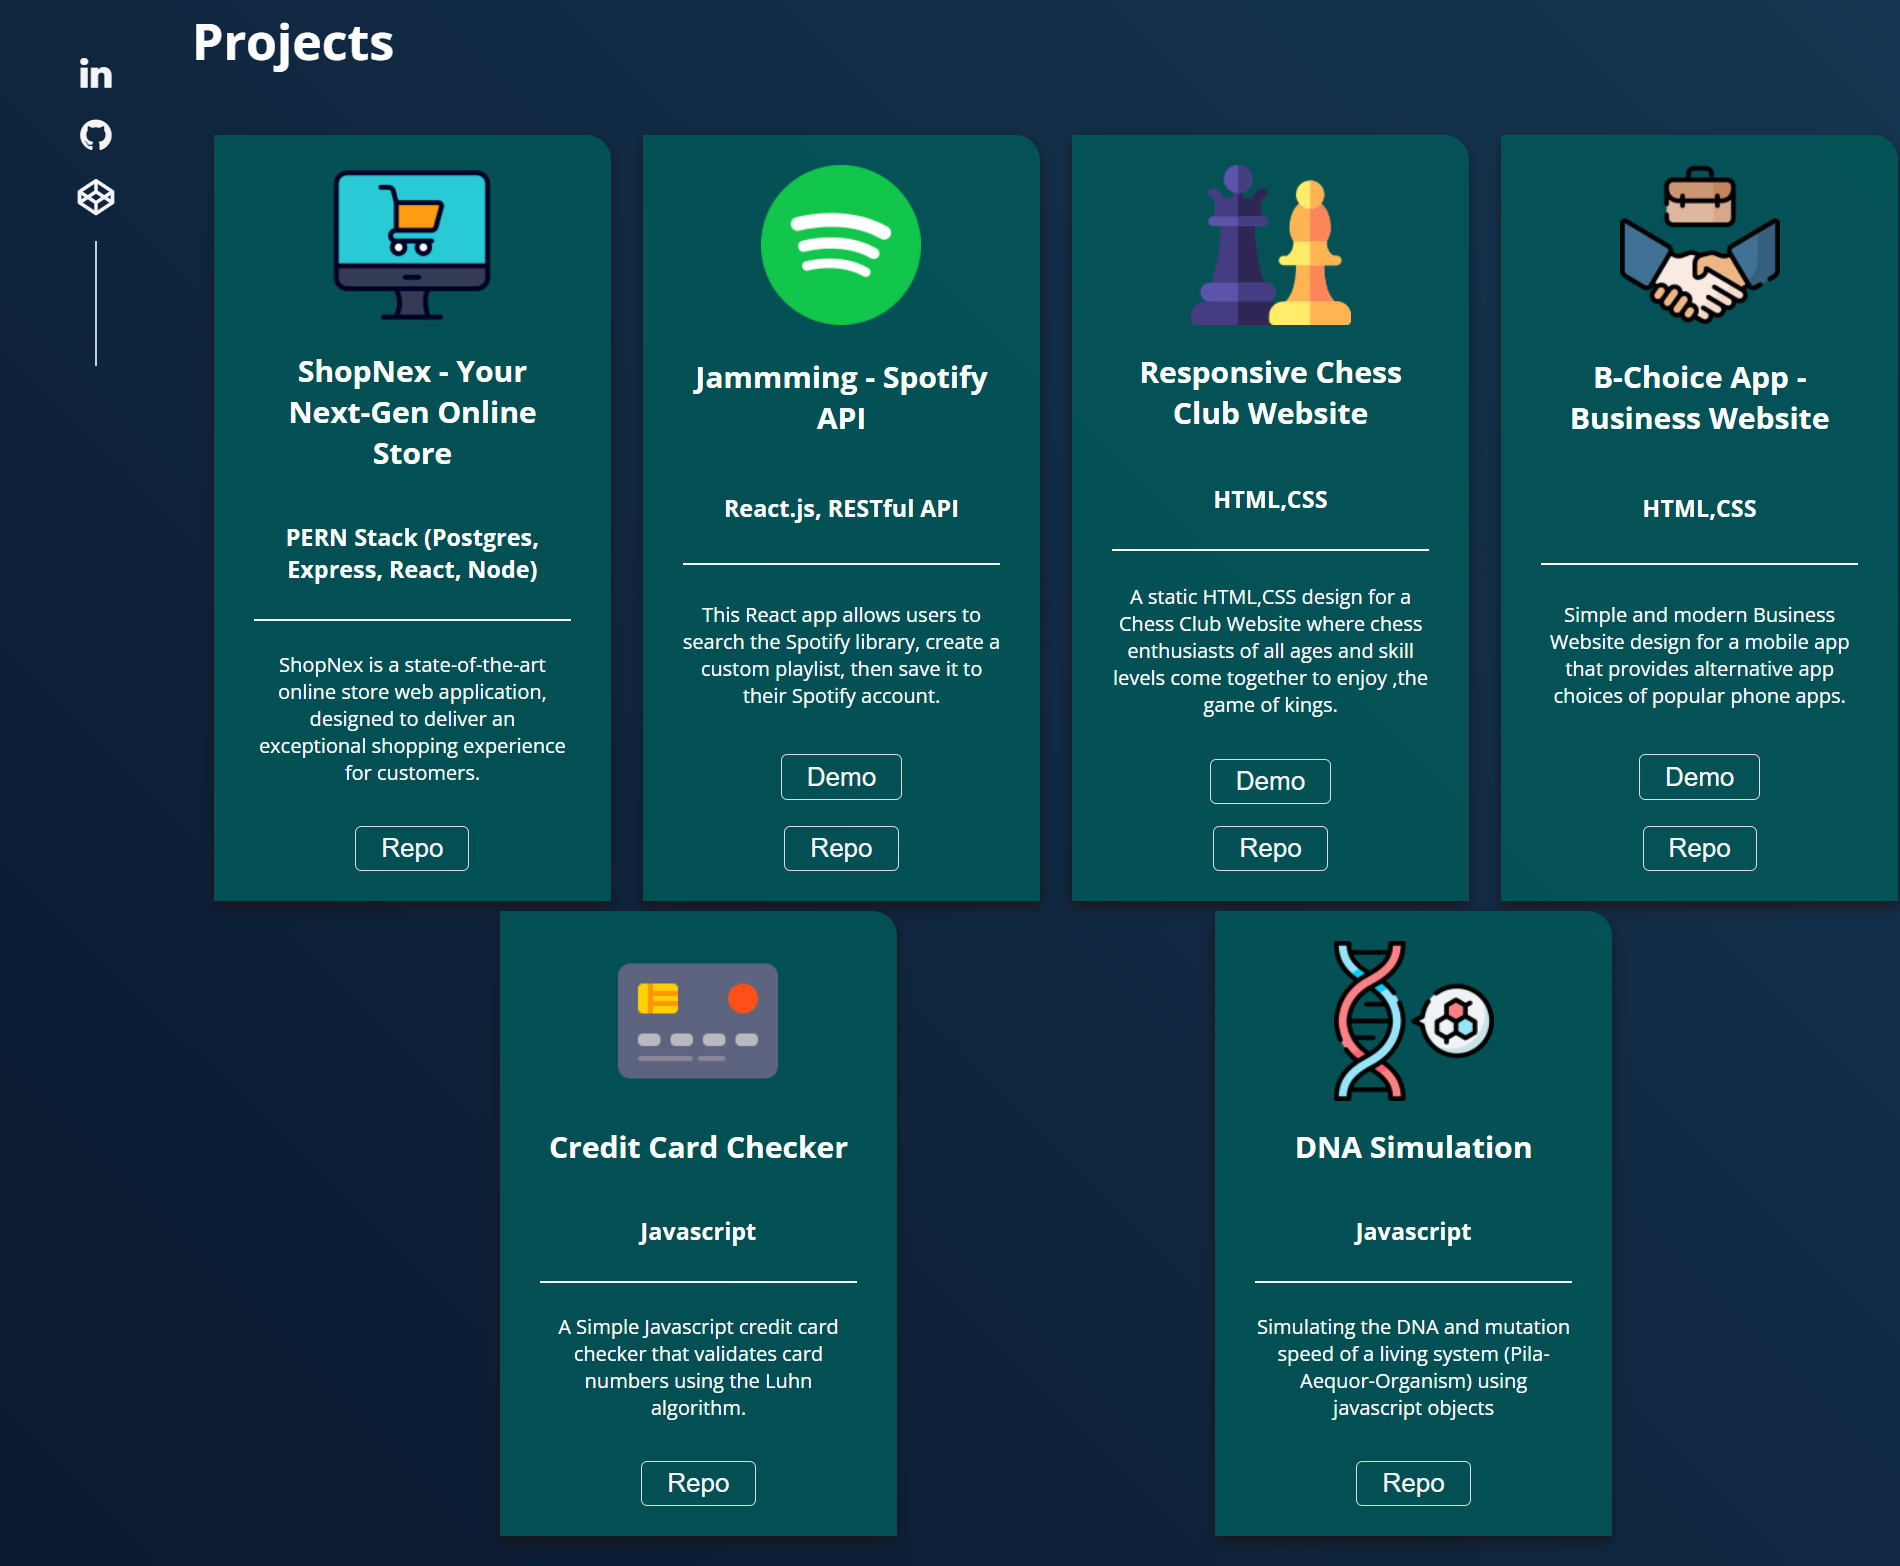 in
Projects
ShopNex - Your
Next-Gen Online
Store
PERN Stack (Postgres,
Express, React, Node)
ShopNex is a state-of-the-art
online store web application,
designed to deliver an
exceptional shopping experience
for customers.
Repo
Jammming - Spotify
API
React.js, RESTful API
This React app allows users to
search the Spotify library, create a
custom playlist, then save it to
their Spotify account.
Demo
Repo
Responsive Chess
Club Website
HTML,CSS
A static HTML,CSS design for a
Chess Club Website where chess
enthusiasts of all ages and skill
levels come together to enjoy ,the
game of kings.
Demo
Repo
B-Choice App -
Business Website
HTML,CSS
Simple and modern Business
Website design for a mobile app
that provides alternative app
choices of popular phone apps.
Demo
Repo
Credit Card Checker
Javascript
A Simple Javascript credit card
checker that validates card
numbers using the Luhn
algorithm.
Repo
DNA Simulation
Javascript
Simulating the DNA and mutation
speed of a living system (Pila-
Aequor-Organism) using
javascript objects
Repo